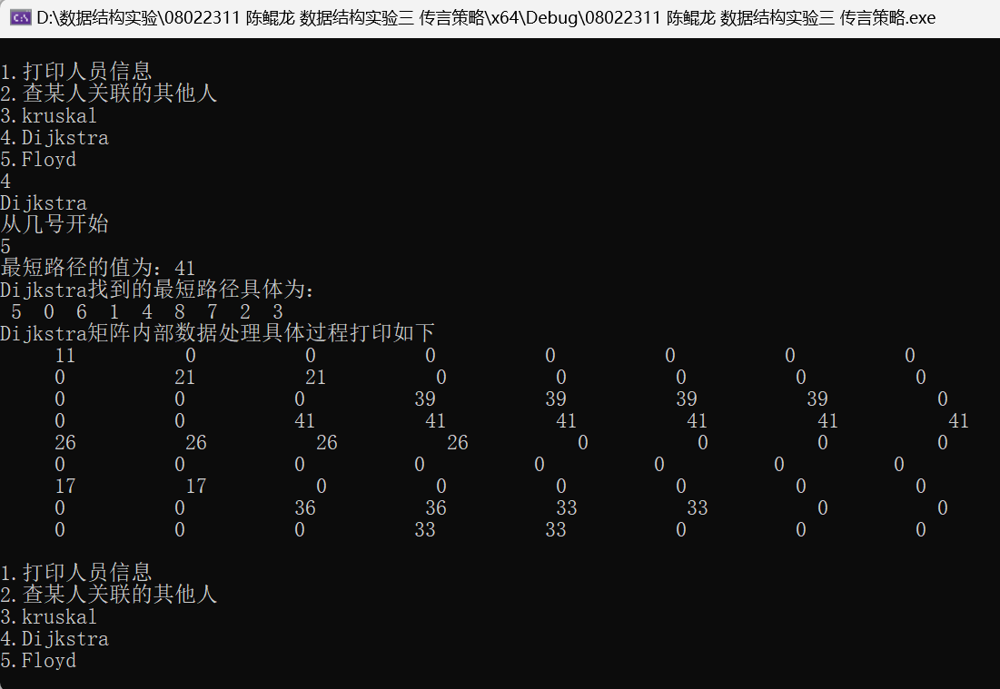 D:\数据结构实验\08022311 陈鲲龙 数据结构实验三 传言策略\x64\Debug\08022311 陈鲲龙 数据结构实验三 传言策略.exe
1.打印人员信息
2.查某人关联的其他人
3.kruskal
4.Dijkstra
5.Floyd
4
Dijkstra
从几号开始
5
最短路径的值为：41
Dijkstra找到的最短路径具体为：
5 0 6 1 4 8 7 2 3
Dijkstra矩阵内部数据处理具体过程打印如下
11 0 0 0 0 0 0 0
0 21 21 0 0 0 0 0
0 0 0 39 39 39 39 0
0 0 41 41 41 41 41 41
26 26 26 26 0 0 0 0
0 0 0 0 0 0 0 0
17 17 0 0 0 0 0 0
0 0 36 36 33 33 0 0
0 0 0 33 33 0 0 0
1.打印人员信息
2.查某人关联的其他人
3.kruskal
4.Dijkstra
5.Floyd